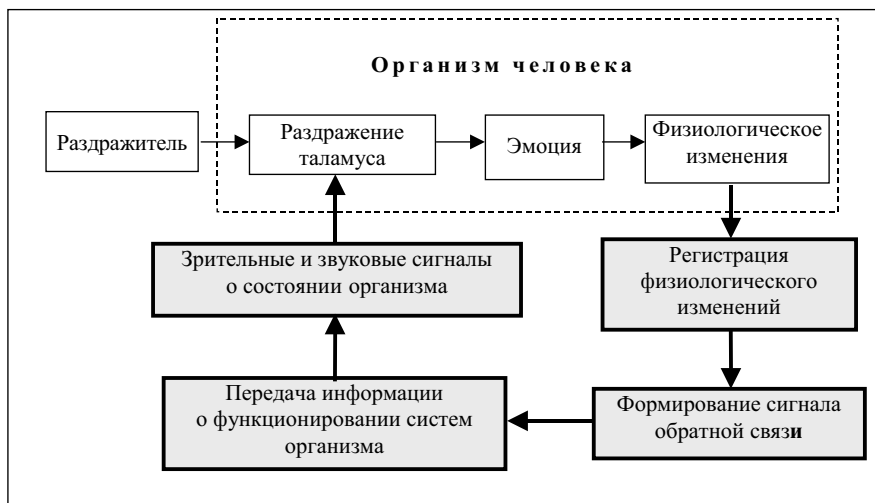 Организм человека
Раздражитель
Раздражение
таламуса
Эмоция
Физиологическое
изменения
Зрительные и звуковые сигналы
о состоянии организма
Регистрация
физиологического
изменений
Передача информации
о функционировании систем
организма
Формирование сигнала
обратной связи